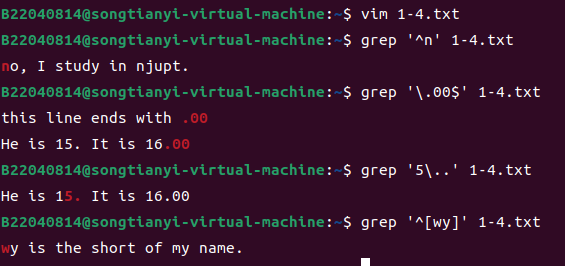 B22040814@songtianyi-virtual-machine:~$ vim 1-4.txt
B22040814@songtianyi-virtual-machine:~$ grep '^n' 1-4.txt
no, I study in njupt.
B22040814@songtianyi-virtual-machine:~$ grep '\.00$' 1-4.txt
this line ends with .00
He is 15. It is 16.00
B22040814@songtianyi-virtual-machine:~$ grep '5\..' 1-4.txt
He is 15. It is 16.00
B22040814@songtianyi-virtual-machine:~$ grep '^[wy]' 1-4.txt
wy is the short of my name.